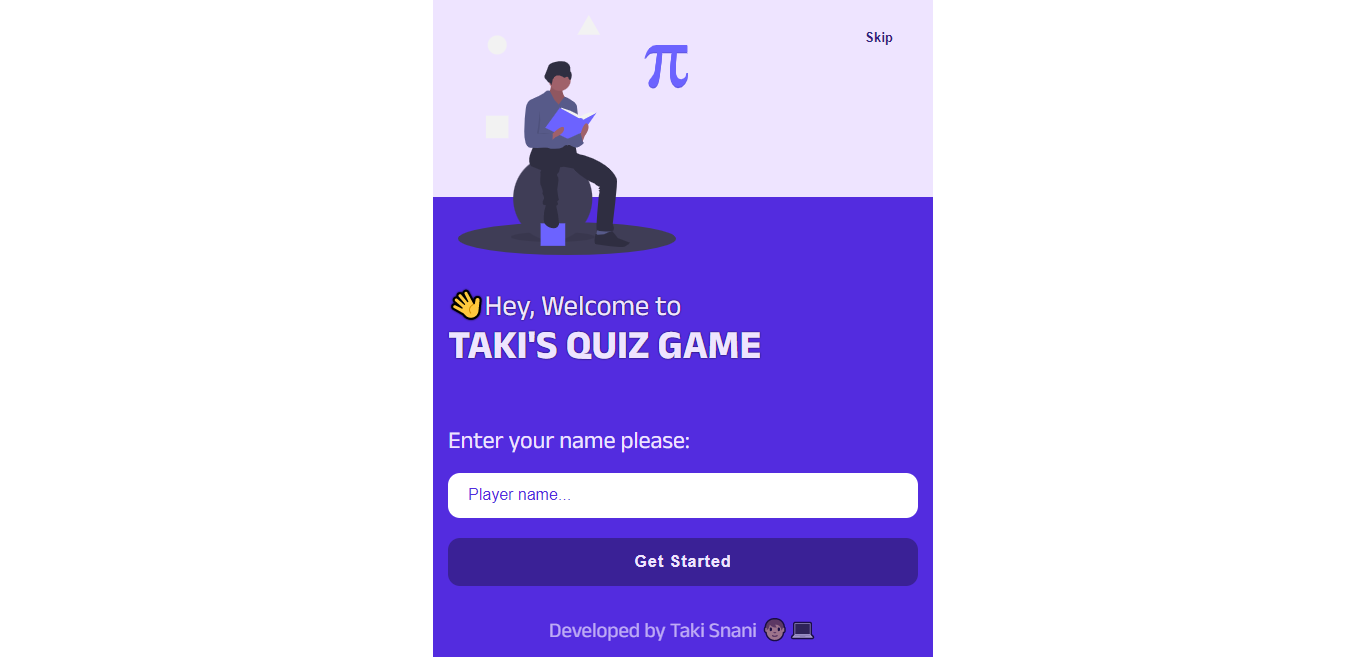 Skip
π
👋Hey, Welcome to
TAKI'S QUIZ GAME
Enter your name please:
Player name...
Get Started
Developed by Taki Snani 👨🏽 💻